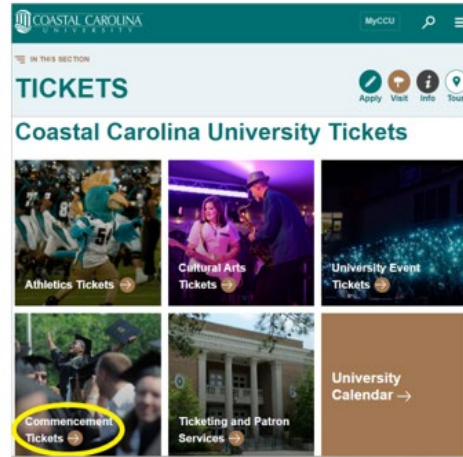 COASTAL CAROLINA
UNIVERSITY
MyCCU
IN THIS SECTION
TICKETS
Apply
Visit
Info
Tour
Coastal Carolina University Tickets
Athletics Tickets
Cultural Arts
Tickets
University Event
Tickets
Commencement
Tickets
Ticketing and Patron
Services
University
Calendar →